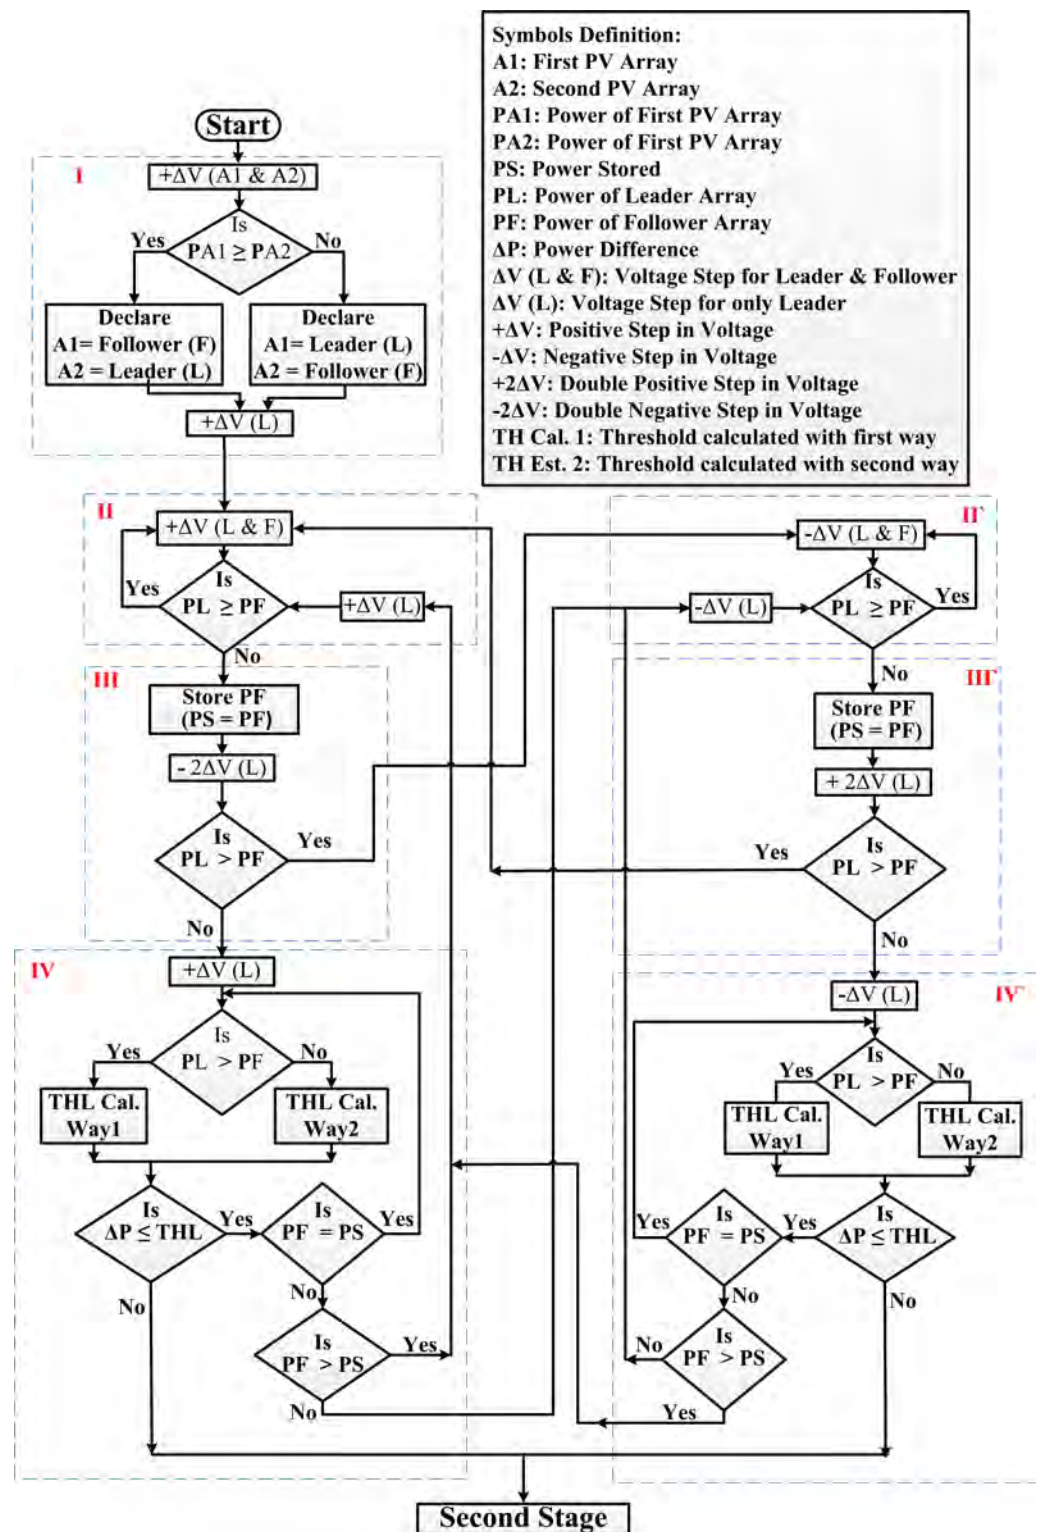 Symbols Definition:
A1: First PV Array
A2: Second PV Array
PA1: Power of First PV Array
PA2: Power of First PV Array
PS: Power Stored
PL: Power of Leader Array
PF: Power of Follower Array
ΔP: Power Difference
ΔV (L & F): Voltage Step for Leader & Follower
ΔV (L): Voltage Step for only Leader
+ΔV: Positive Step in Voltage
-ΔV: Negative Step in Voltage
+2ΔV: Double Positive Step in Voltage
-2ΔV: Double Negative Step in Voltage
TH Cal. 1: Threshold calculated with first way
TH Est. 2: Threshold calculated with second way
Start
I
+ΔV (A1 & A2)
Is
PA1 ≥ PA2
Yes
No
Declare
A1= Follower (F)
A2 = Leader (L)
Declare
A1= Leader (L)
A2 = Follower (F)
+ΔV (L)
II
+ΔV (L & F)
Is
PL ≥ PF
Yes
+ΔV (L)
No
III
Store PF
(PS = PF)
- 2ΔV (L)
Is
PL > PF
Yes
No
IV
+ΔV (L)
Is
PL > PF
Yes
No
THL Cal.
Way1
THL Cal.
Way2
Is
ΔP ≤ THL
Yes
Is
PF = PS
Yes
No
No
Is
PF > PS
Yes
No
II`
-ΔV (L & F)
Is
PL ≥ PF
Yes
-ΔV (L)
No
III`
Store PF
(PS = PF)
+ 2ΔV (L)
Is
PL > PF
Yes
No
IV`
-ΔV (L)
Is
PL > PF
Yes
No
THL Cal.
Way1
THL Cal.
Way2
Is
ΔP ≤ THL
Yes
Is
PF = PS
Yes
No
No
Is
PF > PS
No
Yes
Second Stage